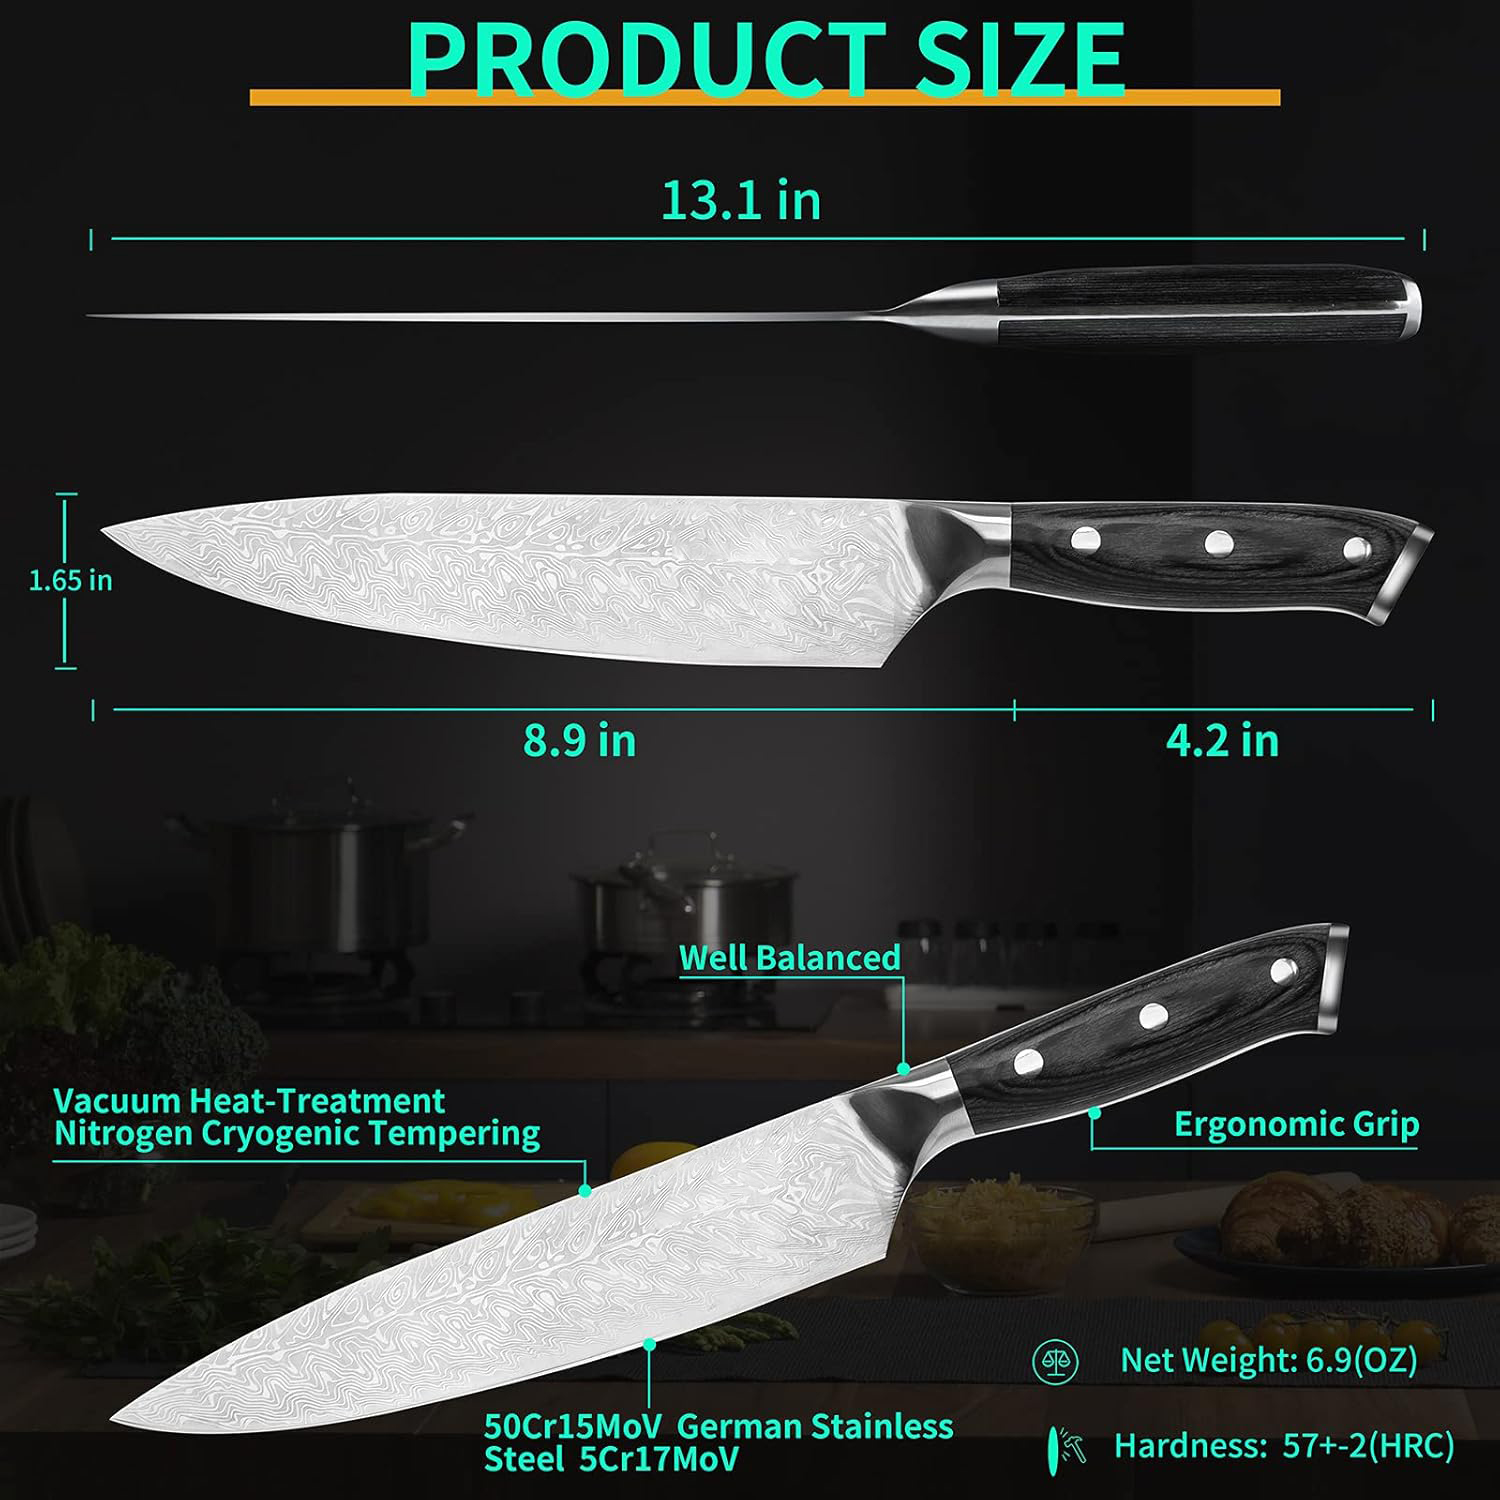 PRODUCT SIZE
13.1 in
1.65 in
8.9 in
4.2 in
Well Balanced
Vacuum Heat-Treatment
Nitrogen Cryogenic Tempering
Ergonomic Grip
Net Weight: 6.9(OZ)
50Cr15MoV German Stainless
Steel 5Cr17MoV
Hardness: 57+-2(HRC)